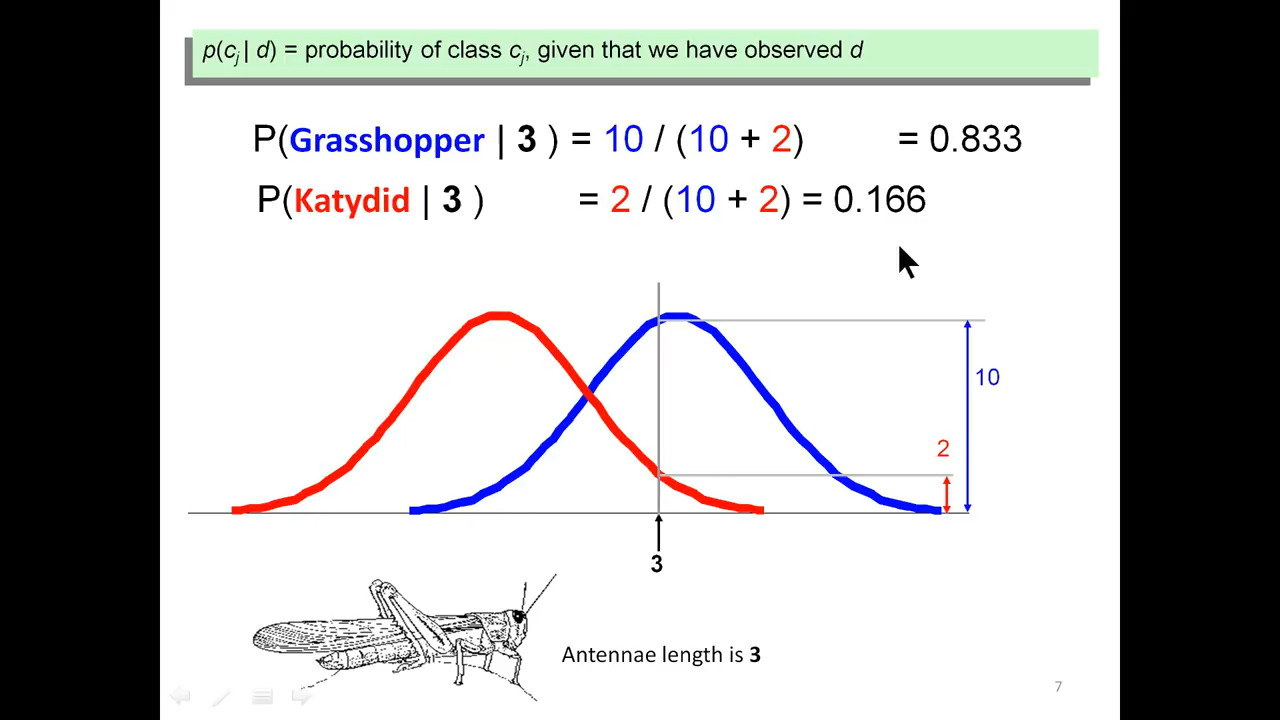 p(cj | d) = probability of class cj, given that we have observed d
P(Grasshopper | 3 ) = 10 / (10 + 2) = 0.833
P(Katydid | 3 ) = 2 / (10 + 2) = 0.166
10
2
3
Antennae length is 3
7